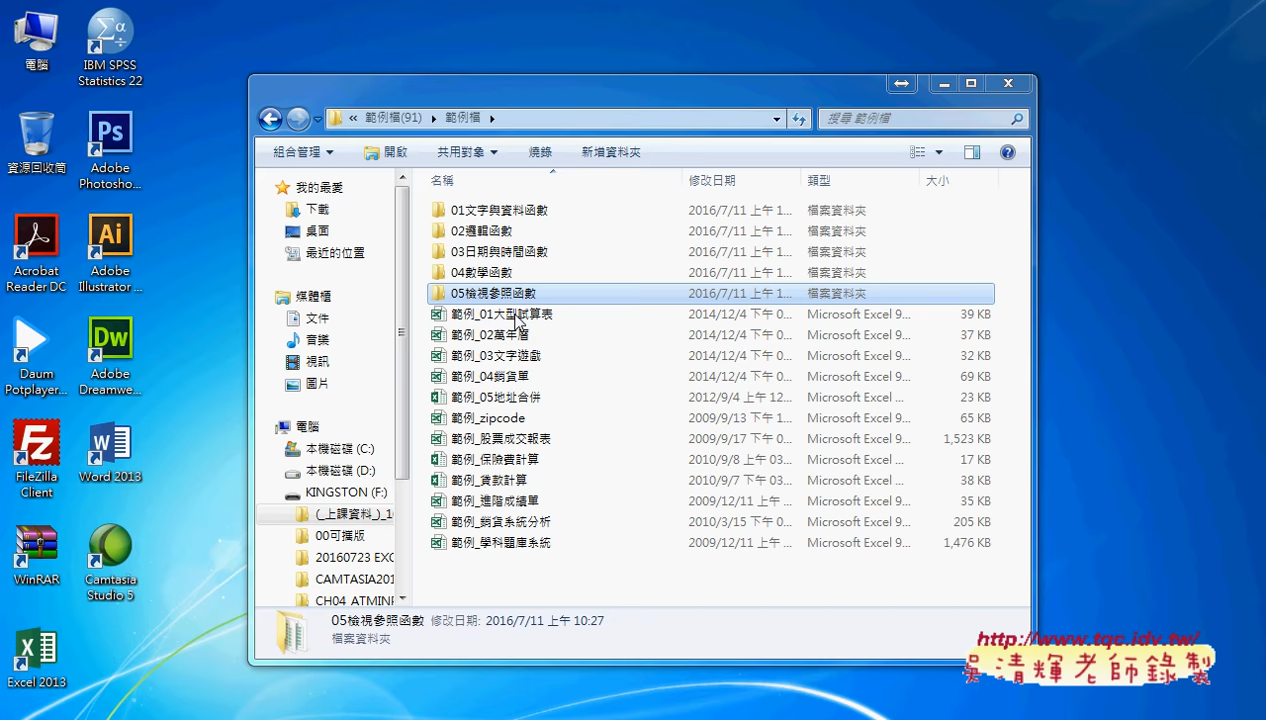 電腦
IBM SPSS
Statistics 22
資源回收筒
Adobe
Photosho...
Acrobat
Reader DC
Adobe
Illustrator ...
Daum
Potplayer...
Adobe
Dreamwe...
FileZilla
Client
Word 2013
WinRAR
Camtasia
Studio 5
Excel 2013
« 範例檔(91) ▸ 範例檔 ▸
搜尋 範例檔
組合管理 ▼
開啟
共用對象 ▼
燒錄
新增資料夾
我的最愛
下載
桌面
最近的位置
媒體櫃
文件
音樂
視訊
圖片
電腦
本機磁碟 (C:)
本機磁碟 (D:)
KINGSTON (F:)
(_上課資料_)_1
00可攜版
20160723 EXC
CAMTASIA201
CH04_ATMINI
名稱 修改日期 類型 大小
01文字與資料函數 2016/7/11 上午 1... 檔案資料夾
02邏輯函數 2016/7/11 上午 1... 檔案資料夾
03日期與時間函數 2016/7/11 上午 1... 檔案資料夾
04數學函數 2016/7/11 上午 1... 檔案資料夾
05檢視參照函數 2016/7/11 上午 1... 檔案資料夾
範例_01大型試算表 2014/12/4 下午 0... Microsoft Excel 9... 39 KB
範例_02萬年曆 2014/12/4 下午 0... Microsoft Excel 9... 37 KB
範例_03文字遊戲 2014/12/4 下午 0... Microsoft Excel 9... 32 KB
範例_04銷貨單 2014/12/4 下午 0... Microsoft Excel 9... 69 KB
範例_05地址合併 2012/9/4 上午 12... Microsoft Excel ... 23 KB
範例_zipcode 2009/9/13 下午 1... Microsoft Excel 9... 65 KB
範例_股票成交報表 2009/9/17 下午 0... Microsoft Excel 9... 1,523 KB
範例_保險費計算 2010/9/8 上午 03... Microsoft Excel ... 17 KB
範例_貸款計算 2010/9/7 下午 03... Microsoft Excel ... 38 KB
範例_進階成績單 2009/12/11 上午 ... Microsoft Excel 9... 35 KB
範例_銷貨系統分析 2010/3/15 下午 0... Microsoft Excel 9... 205 KB
範例_學科題庫系統 2009/12/11 上午 ... Microsoft Excel 9... 1,476 KB
05檢視參照函數 修改日期: 2016/7/11 上午 10:27
檔案資料夾
http://www.tqc.idv.tw/
吳清輝老師錄製